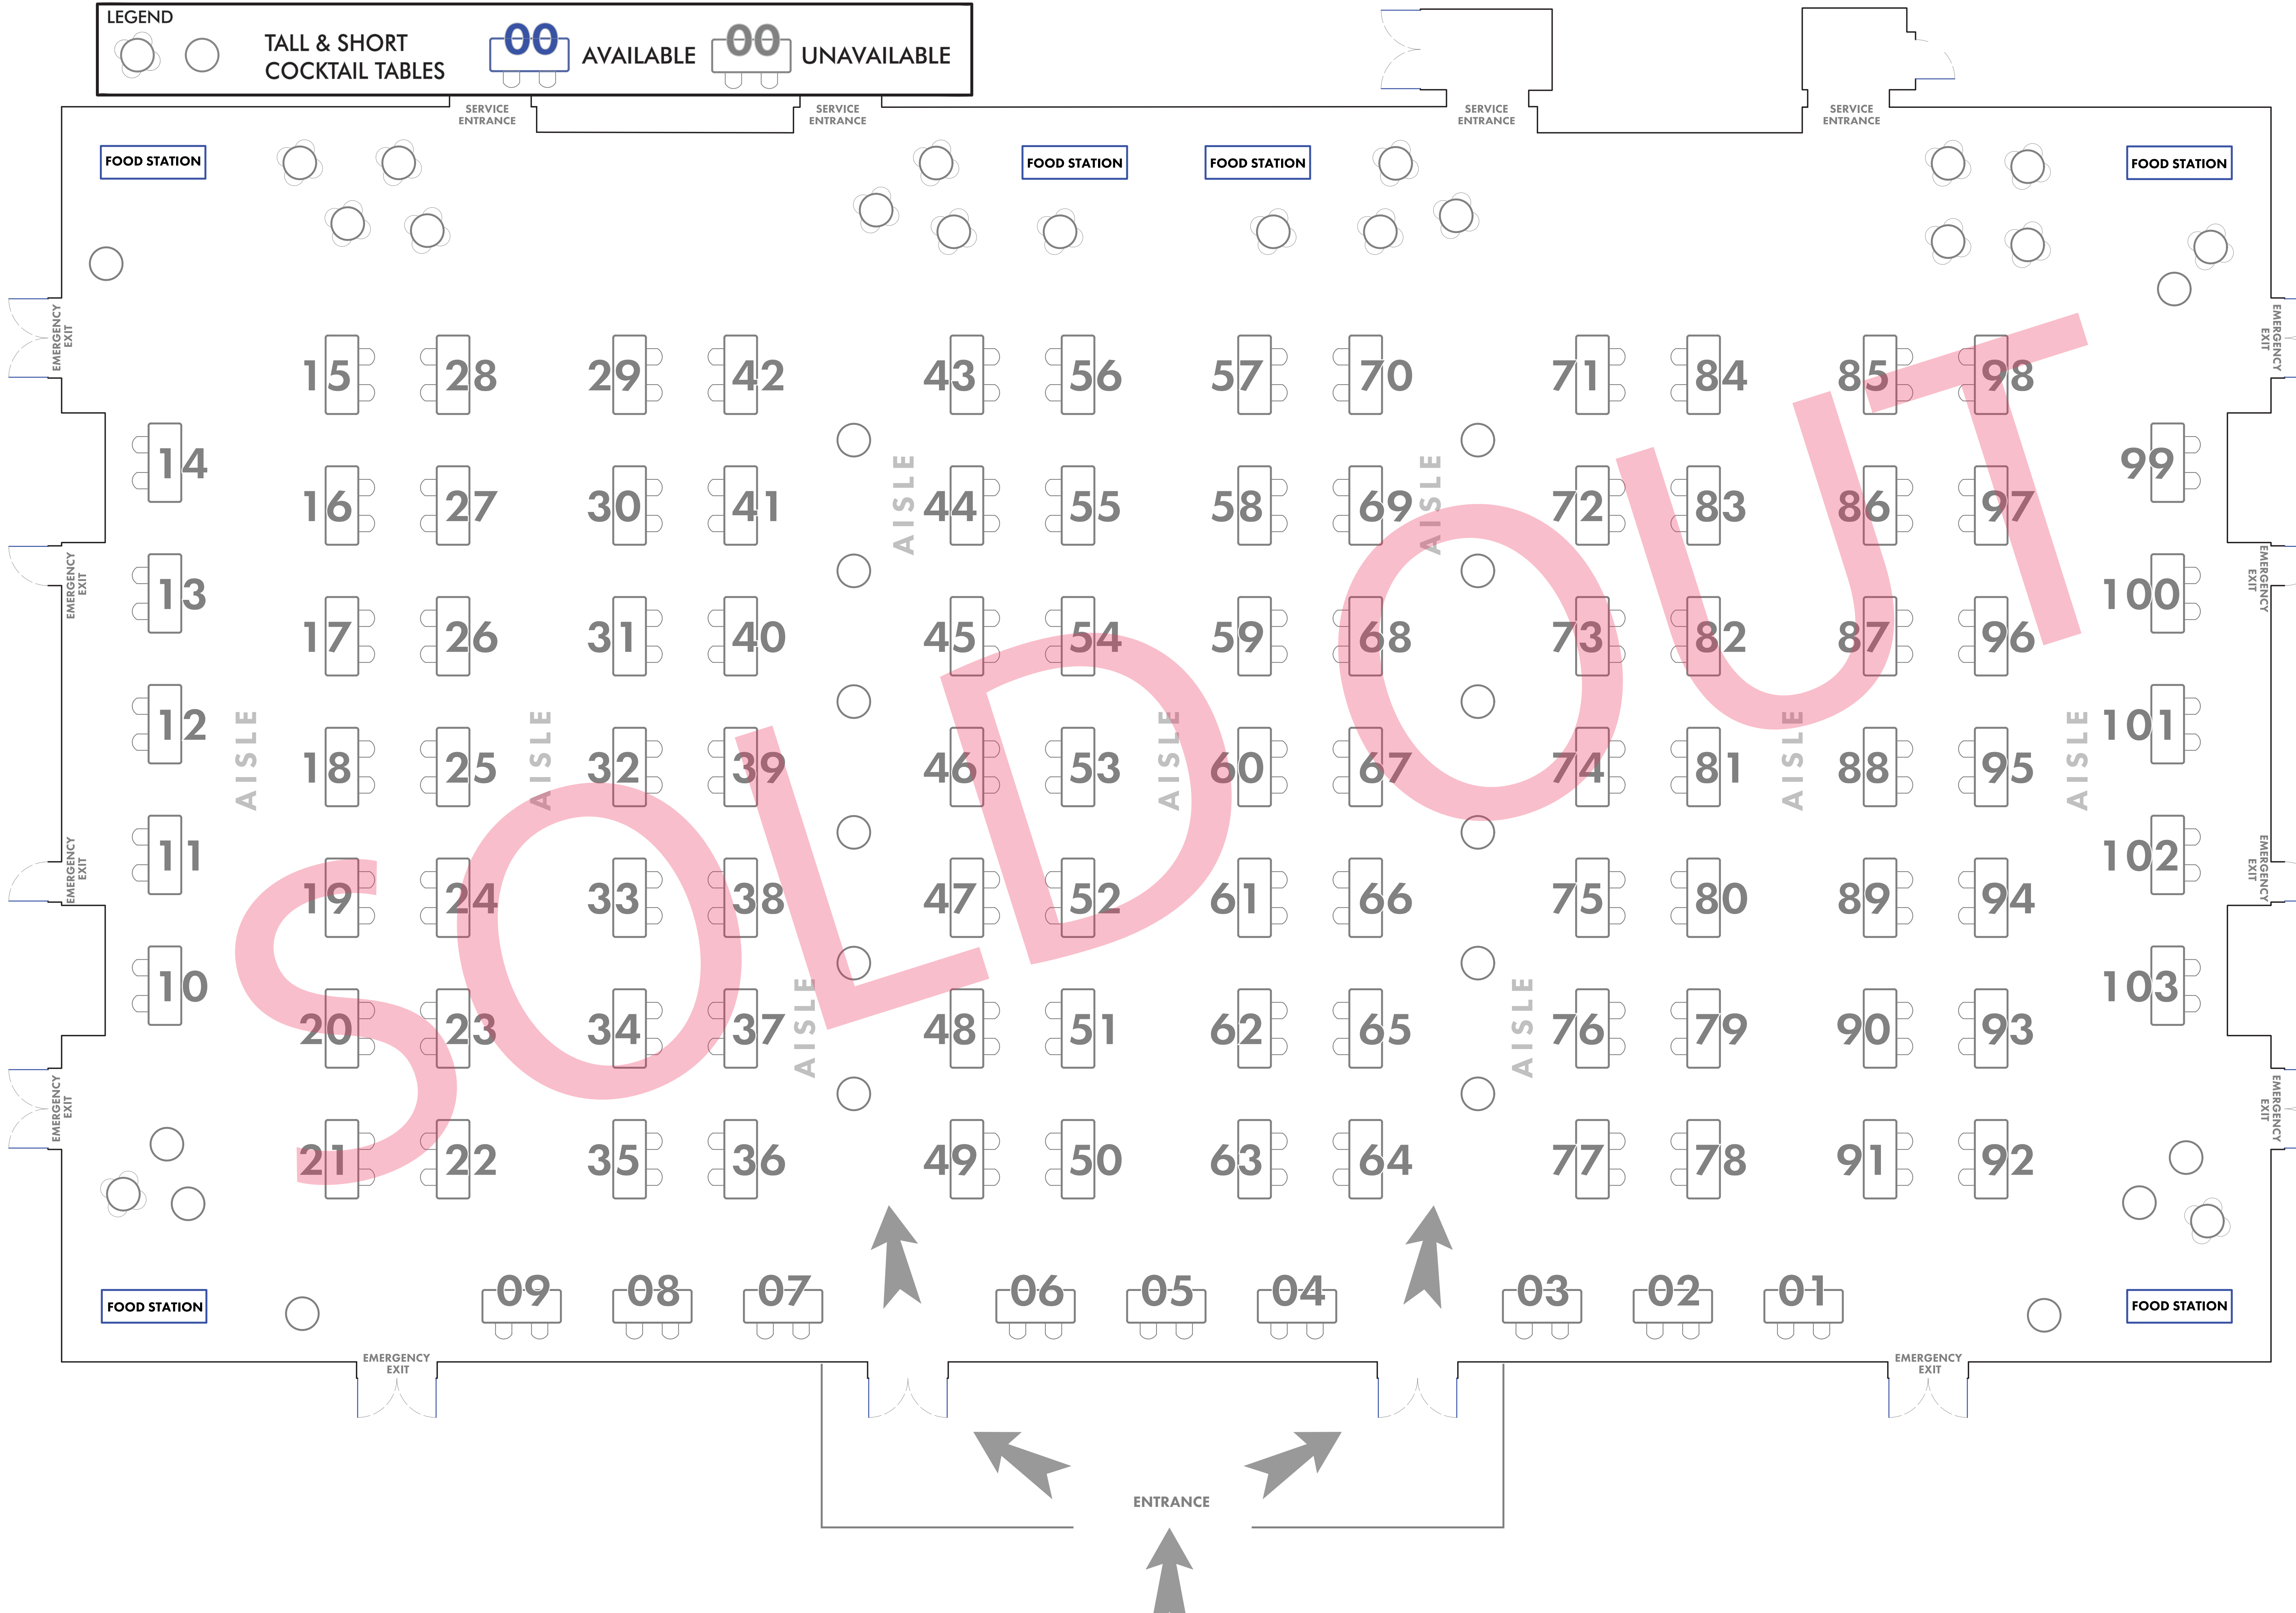 LEGEND
TALL & SHORT
COCKTAIL TABLES
00
AVAILABLE
00
UNAVAILABLE
SERVICE
ENTRANCE
SERVICE
ENTRANCE
SERVICE
ENTRANCE
SERVICE
ENTRANCE
FOOD STATION
FOOD STATION
FOOD STATION
FOOD STATION
EMERGENCY
EXIT
EMERGENCY
EXIT
15 28 29 42 43 56 57 70 71 84 85 98
14 99
AISLE
AISLE
16 27 30 41 44 55 58 69 72 83 86 97
EMERGENCY
EXIT
EMERGENCY
EXIT
13 100
17 26 31 40 45 54 59 68 73 82 87 96
12 101
AISLE
AISLE
AISLE
AISLE
AISLE
18 25 32 39 46 53 60 67 74 81 88 95
SOLD OUT
EMERGENCY
EXIT
EMERGENCY
EXIT
11 102
19 24 33 38 47 52 61 66 75 80 89 94
10 103
AISLE
AISLE
20 23 34 37 48 51 62 65 76 79 90 93
EMERGENCY
EXIT
EMERGENCY
EXIT
21 22 35 36 49 50 63 64 77 78 91 92
FOOD STATION
09 08 07 06 05 04 03 02 01
FOOD STATION
EMERGENCY
EXIT
EMERGENCY
EXIT
ENTRANCE